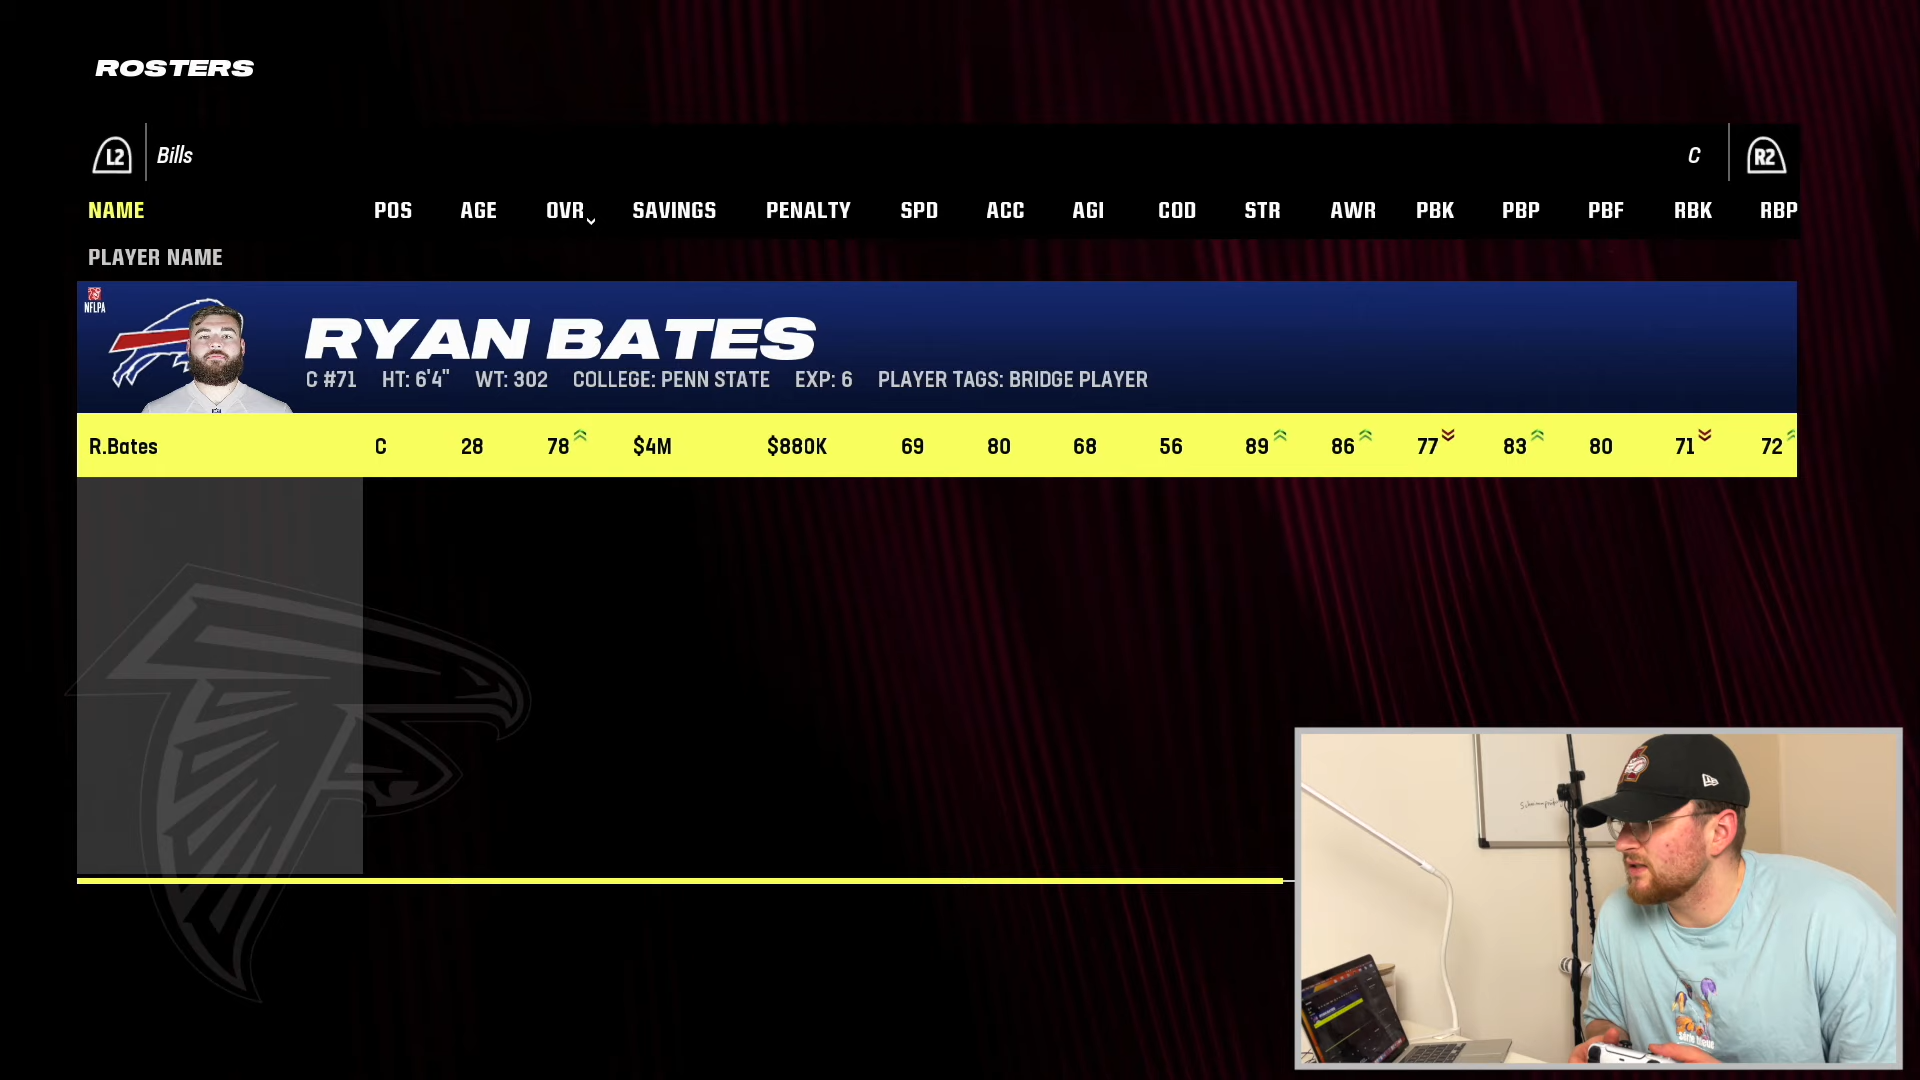 ROSTERS
L2 Bills C R2
NAME POS AGE OVR SAVINGS PENALTY SPD ACC AGI COD STR AWR PBK PBP PBF RBK RBP
PLAYER NAME
NFLPA
RYAN BATES
C #71 HT: 6'4" WT: 302 COLLEGE: PENN STATE EXP: 6 PLAYER TAGS: BRIDGE PLAYER
R.Bates C 28 78 $4M $880K 69 80 68 56 89 86 77 83 80 71 72